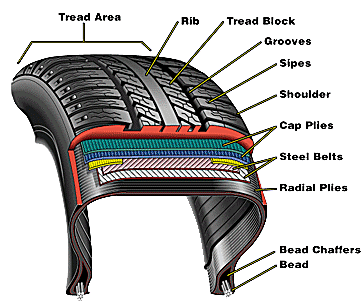 Tread Area
Rib
Tread Block
Grooves
Sipes
Shoulder
Cap Plies
Steel Belts
Radial Plies
Bead Chaffers
Bead